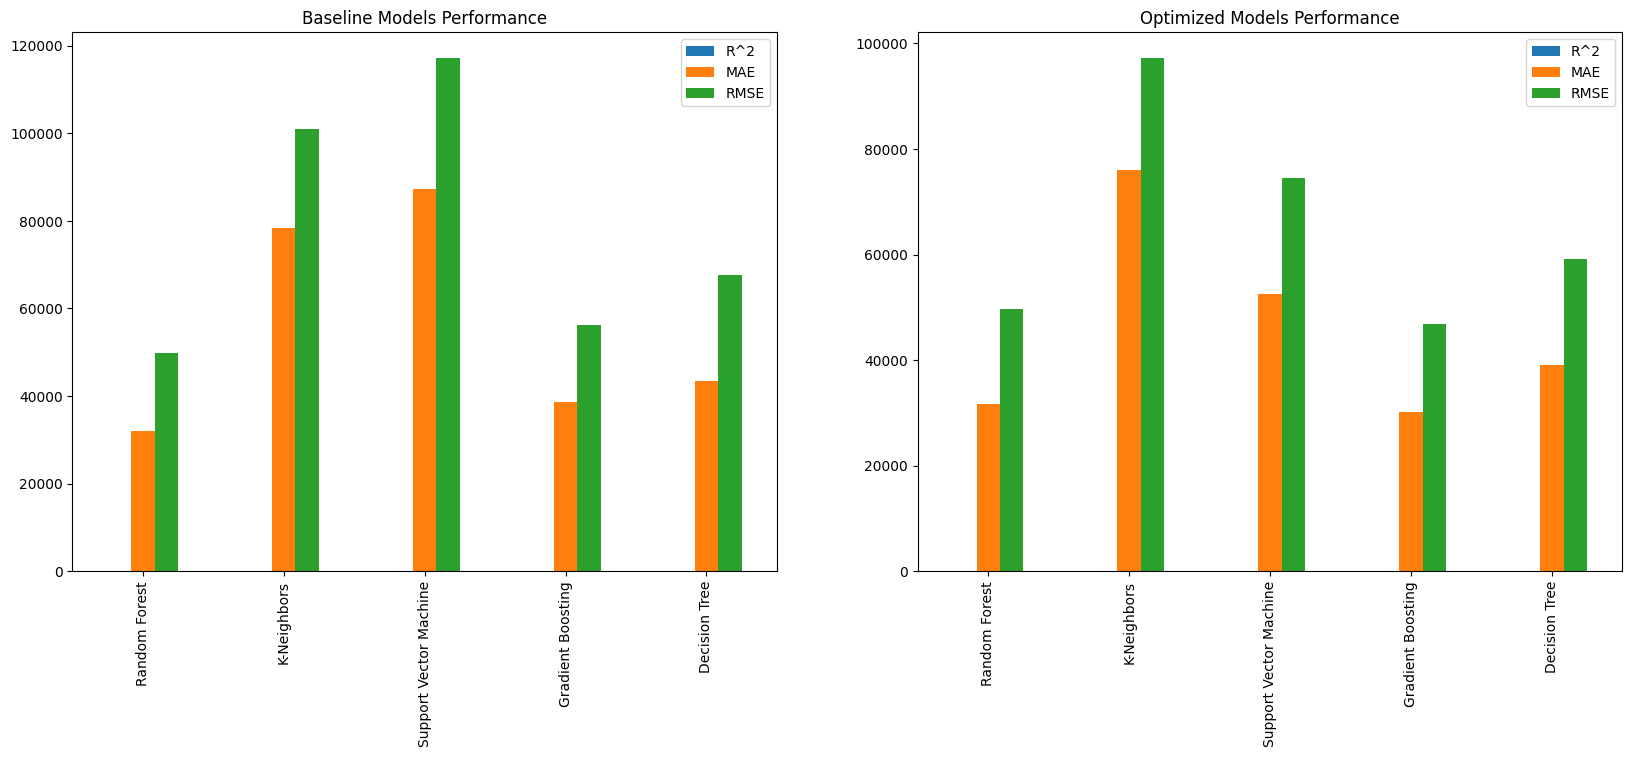 Baseline Models Performance
120000
100000
80000
60000
40000
20000
0
R^2
MAE
RMSE
Random Forest
K-Neighbors
Support Vector Machine
Gradient Boosting
Decision Tree
Optimized Models Performance
100000
80000
60000
40000
20000
0
R^2
MAE
RMSE
Random Forest
K-Neighbors
Support Vector Machine
Gradient Boosting
Decision Tree